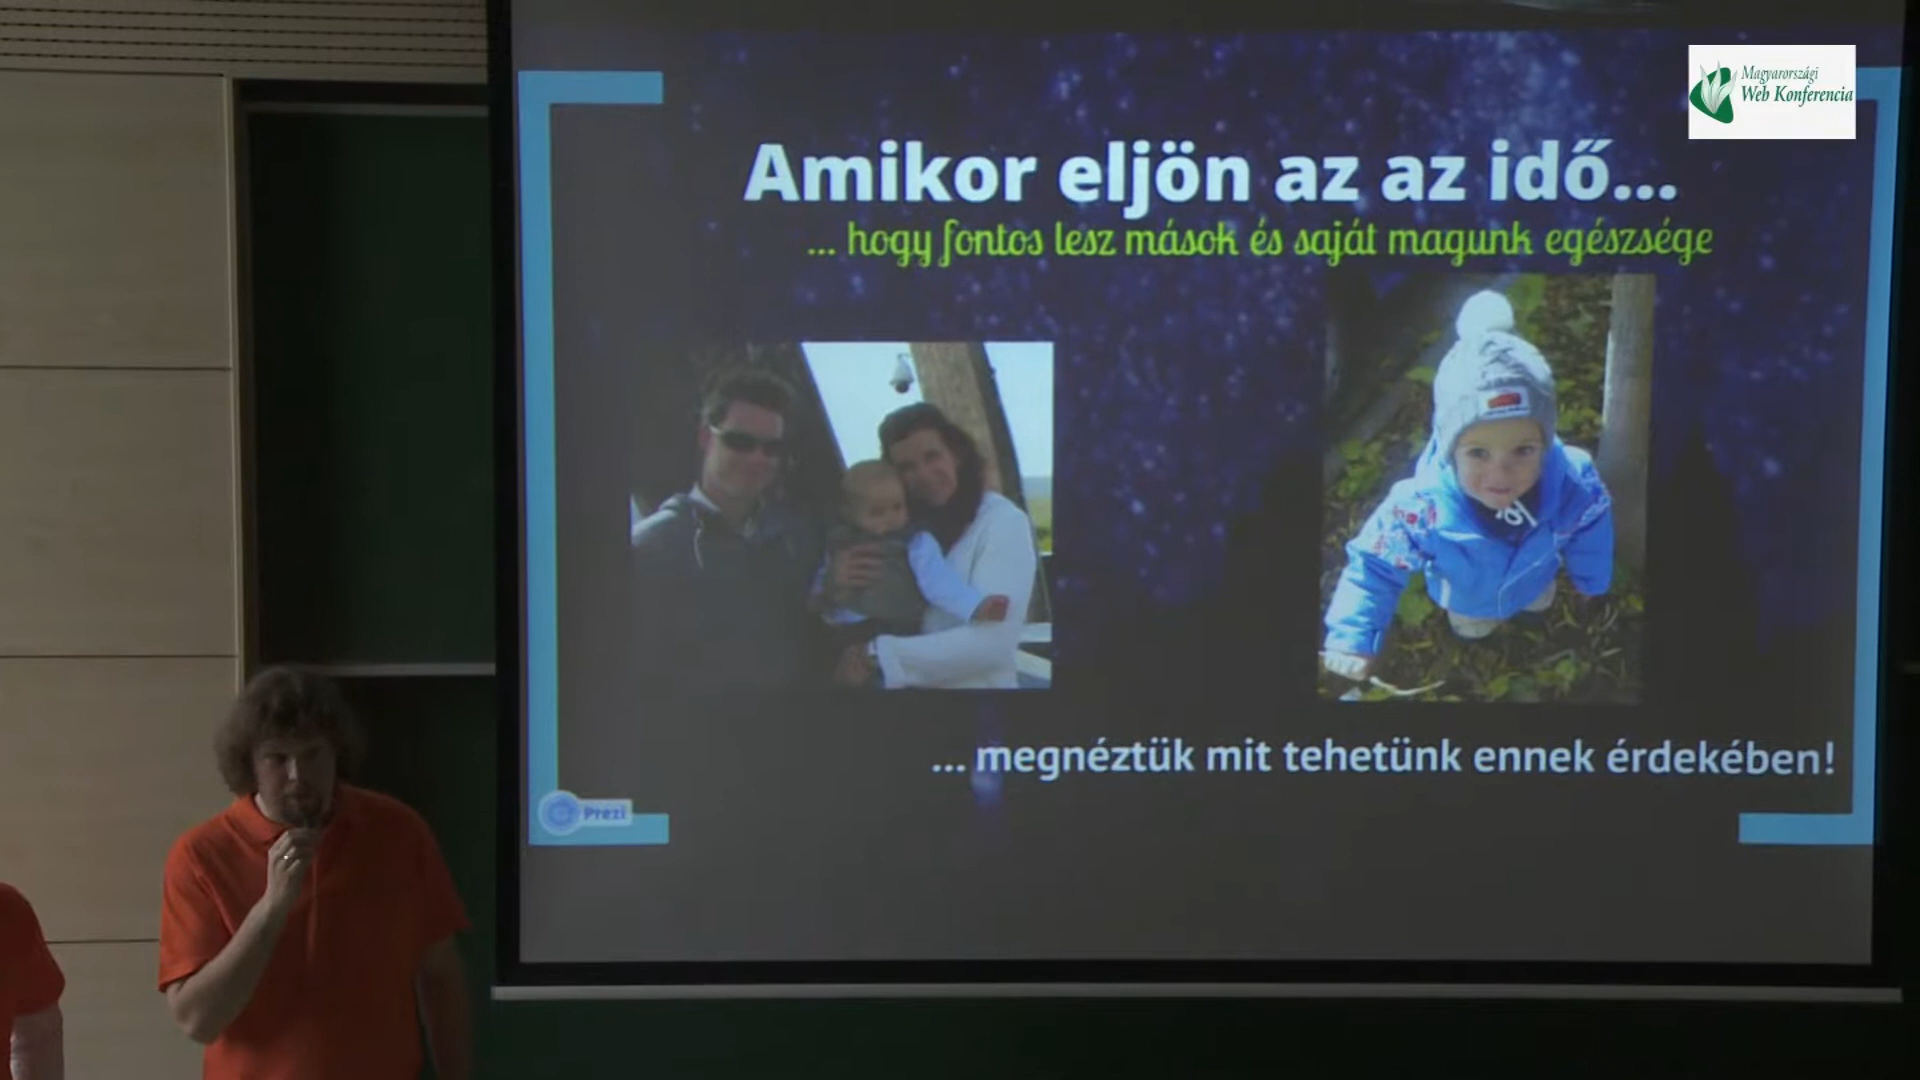 Magyarországi
Web Konferencia
Amikor eljön az az idő...
... hogy fontos lesz mások és saját magunk egészsége
... megnéztük mit tehetünk ennek érdekében!
Prezi